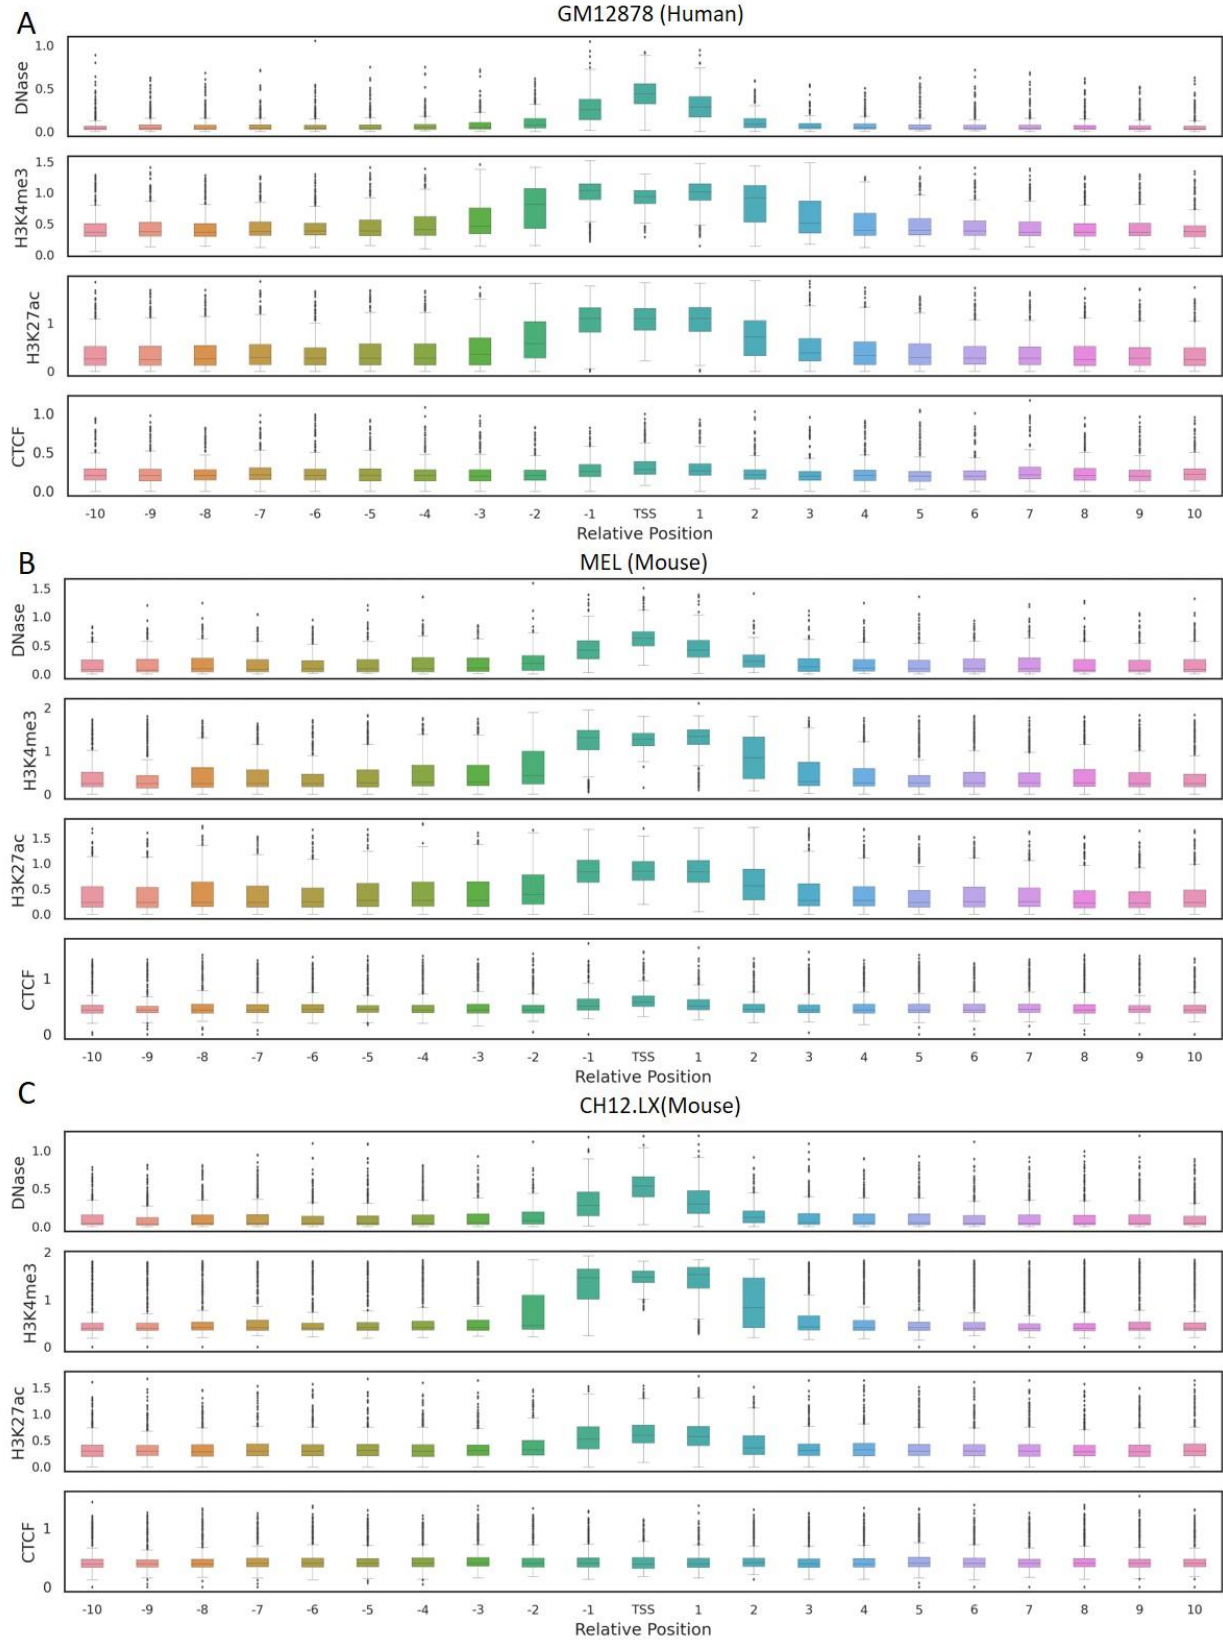 A
GM12878 (Human)
DNase
1.0
0.5
0.0
H3K4me3
1.5
1.0
0.5
0.0
H3K27ac
1
0
CTCF
1.0
0.5
0.0
-10 -9 -8 -7 -6 -5 -4 -3 -2 -1 TSS 1 2 3 4 5 6 7 8 9 10
Relative Position
B
MEL (Mouse)
DNase
1.5
1.0
0.5
0.0
H3K4me3
2
1
0
H3K27ac
1.5
1.0
0.5
0.0
CTCF
1
0
-10 -9 -8 -7 -6 -5 -4 -3 -2 -1 TSS 1 2 3 4 5 6 7 8 9 10
Relative Position
C
CH12.LX(Mouse)
DNase
1.0
0.5
0.0
H3K4me3
2
1
0
H3K27ac
1.5
1.0
0.5
0.0
CTCF
1
0
-10 -9 -8 -7 -6 -5 -4 -3 -2 -1 TSS 1 2 3 4 5 6 7 8 9 10
Relative Position